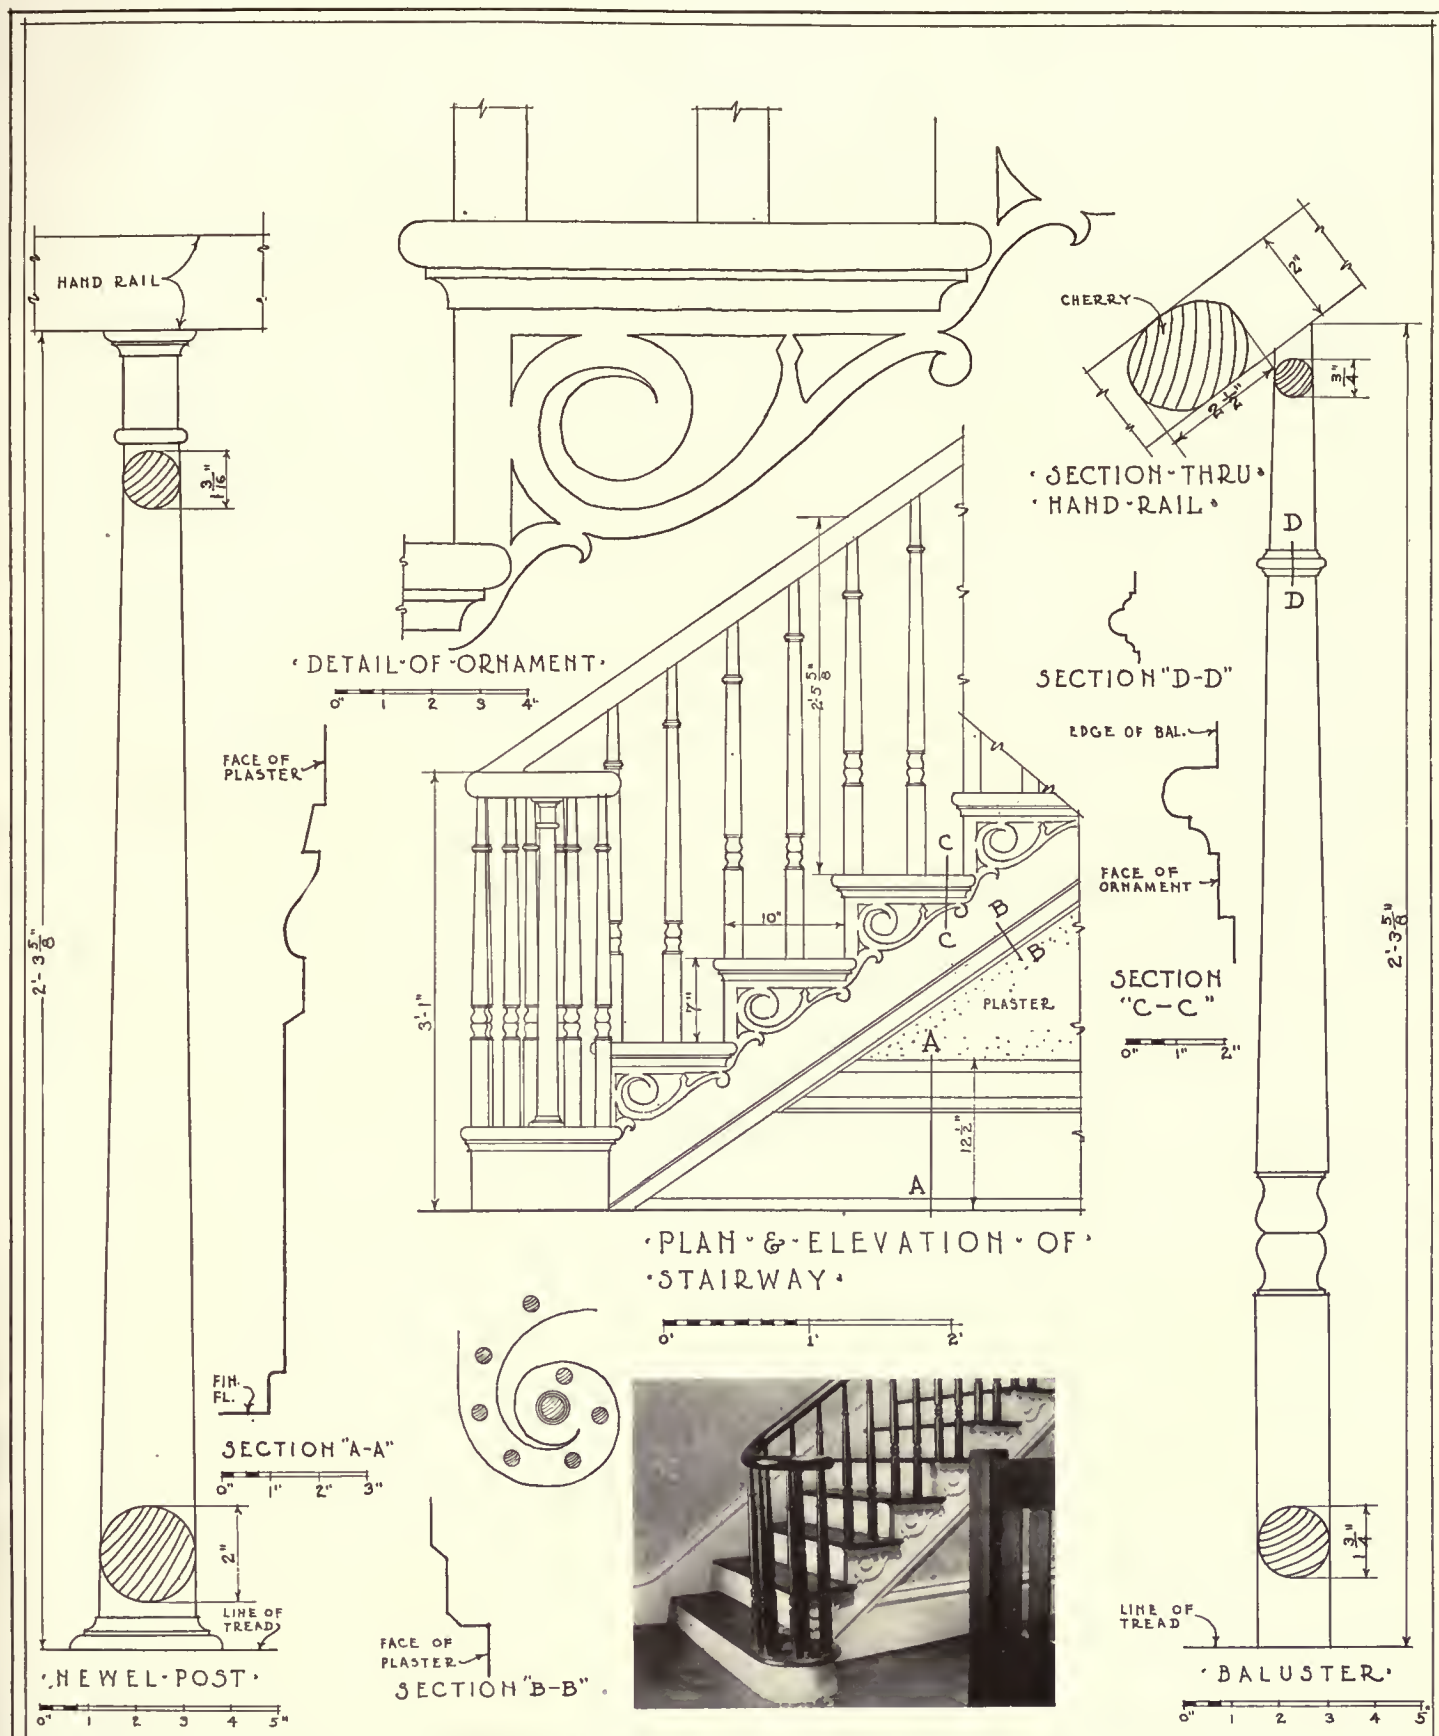 HAND RAIL
1 3/16"
2'-3 5/8"
2"
LINE OF
TREAD
·NEWEL·POST·
0" 1 2 3 4 5"
·DETAIL·OF·ORNAMENT·
0" 1 2 3 4"
FACE OF
PLASTER
FIN.
FL.
SECTION "A-A"
0" 1" 2" 3"
FACE OF
PLASTER
SECTION "B-B"
3'-1"
2'-5 5/8"
10"
7"
C
C
B
B
PLASTER
A
12 1/2"
A
·PLAN·&·ELEVATION·OF·
·STAIRWAY·
0' 1' 2'
CHERRY
2"
2 1/2"
3/4"
·SECTION·THRU·
·HAND·RAIL·
D
D
SECTION "D-D"
EDGE OF BAL.
FACE OF
ORNAMENT
SECTION
"C-C"
0" 1" 2"
2'-3 5/8"
1 3/4"
LINE OF
TREAD
·BALUSTER·
0" 1 2 3 4 5"